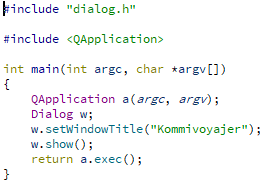 #include "dialog.h"
#include <QApplication>
int main(int argc, char *argv[])
{
    QApplication a(argc, argv);
    Dialog w;
    w.setWindowTitle("Kommivoyajer");
    w.show();
    return a.exec();
}